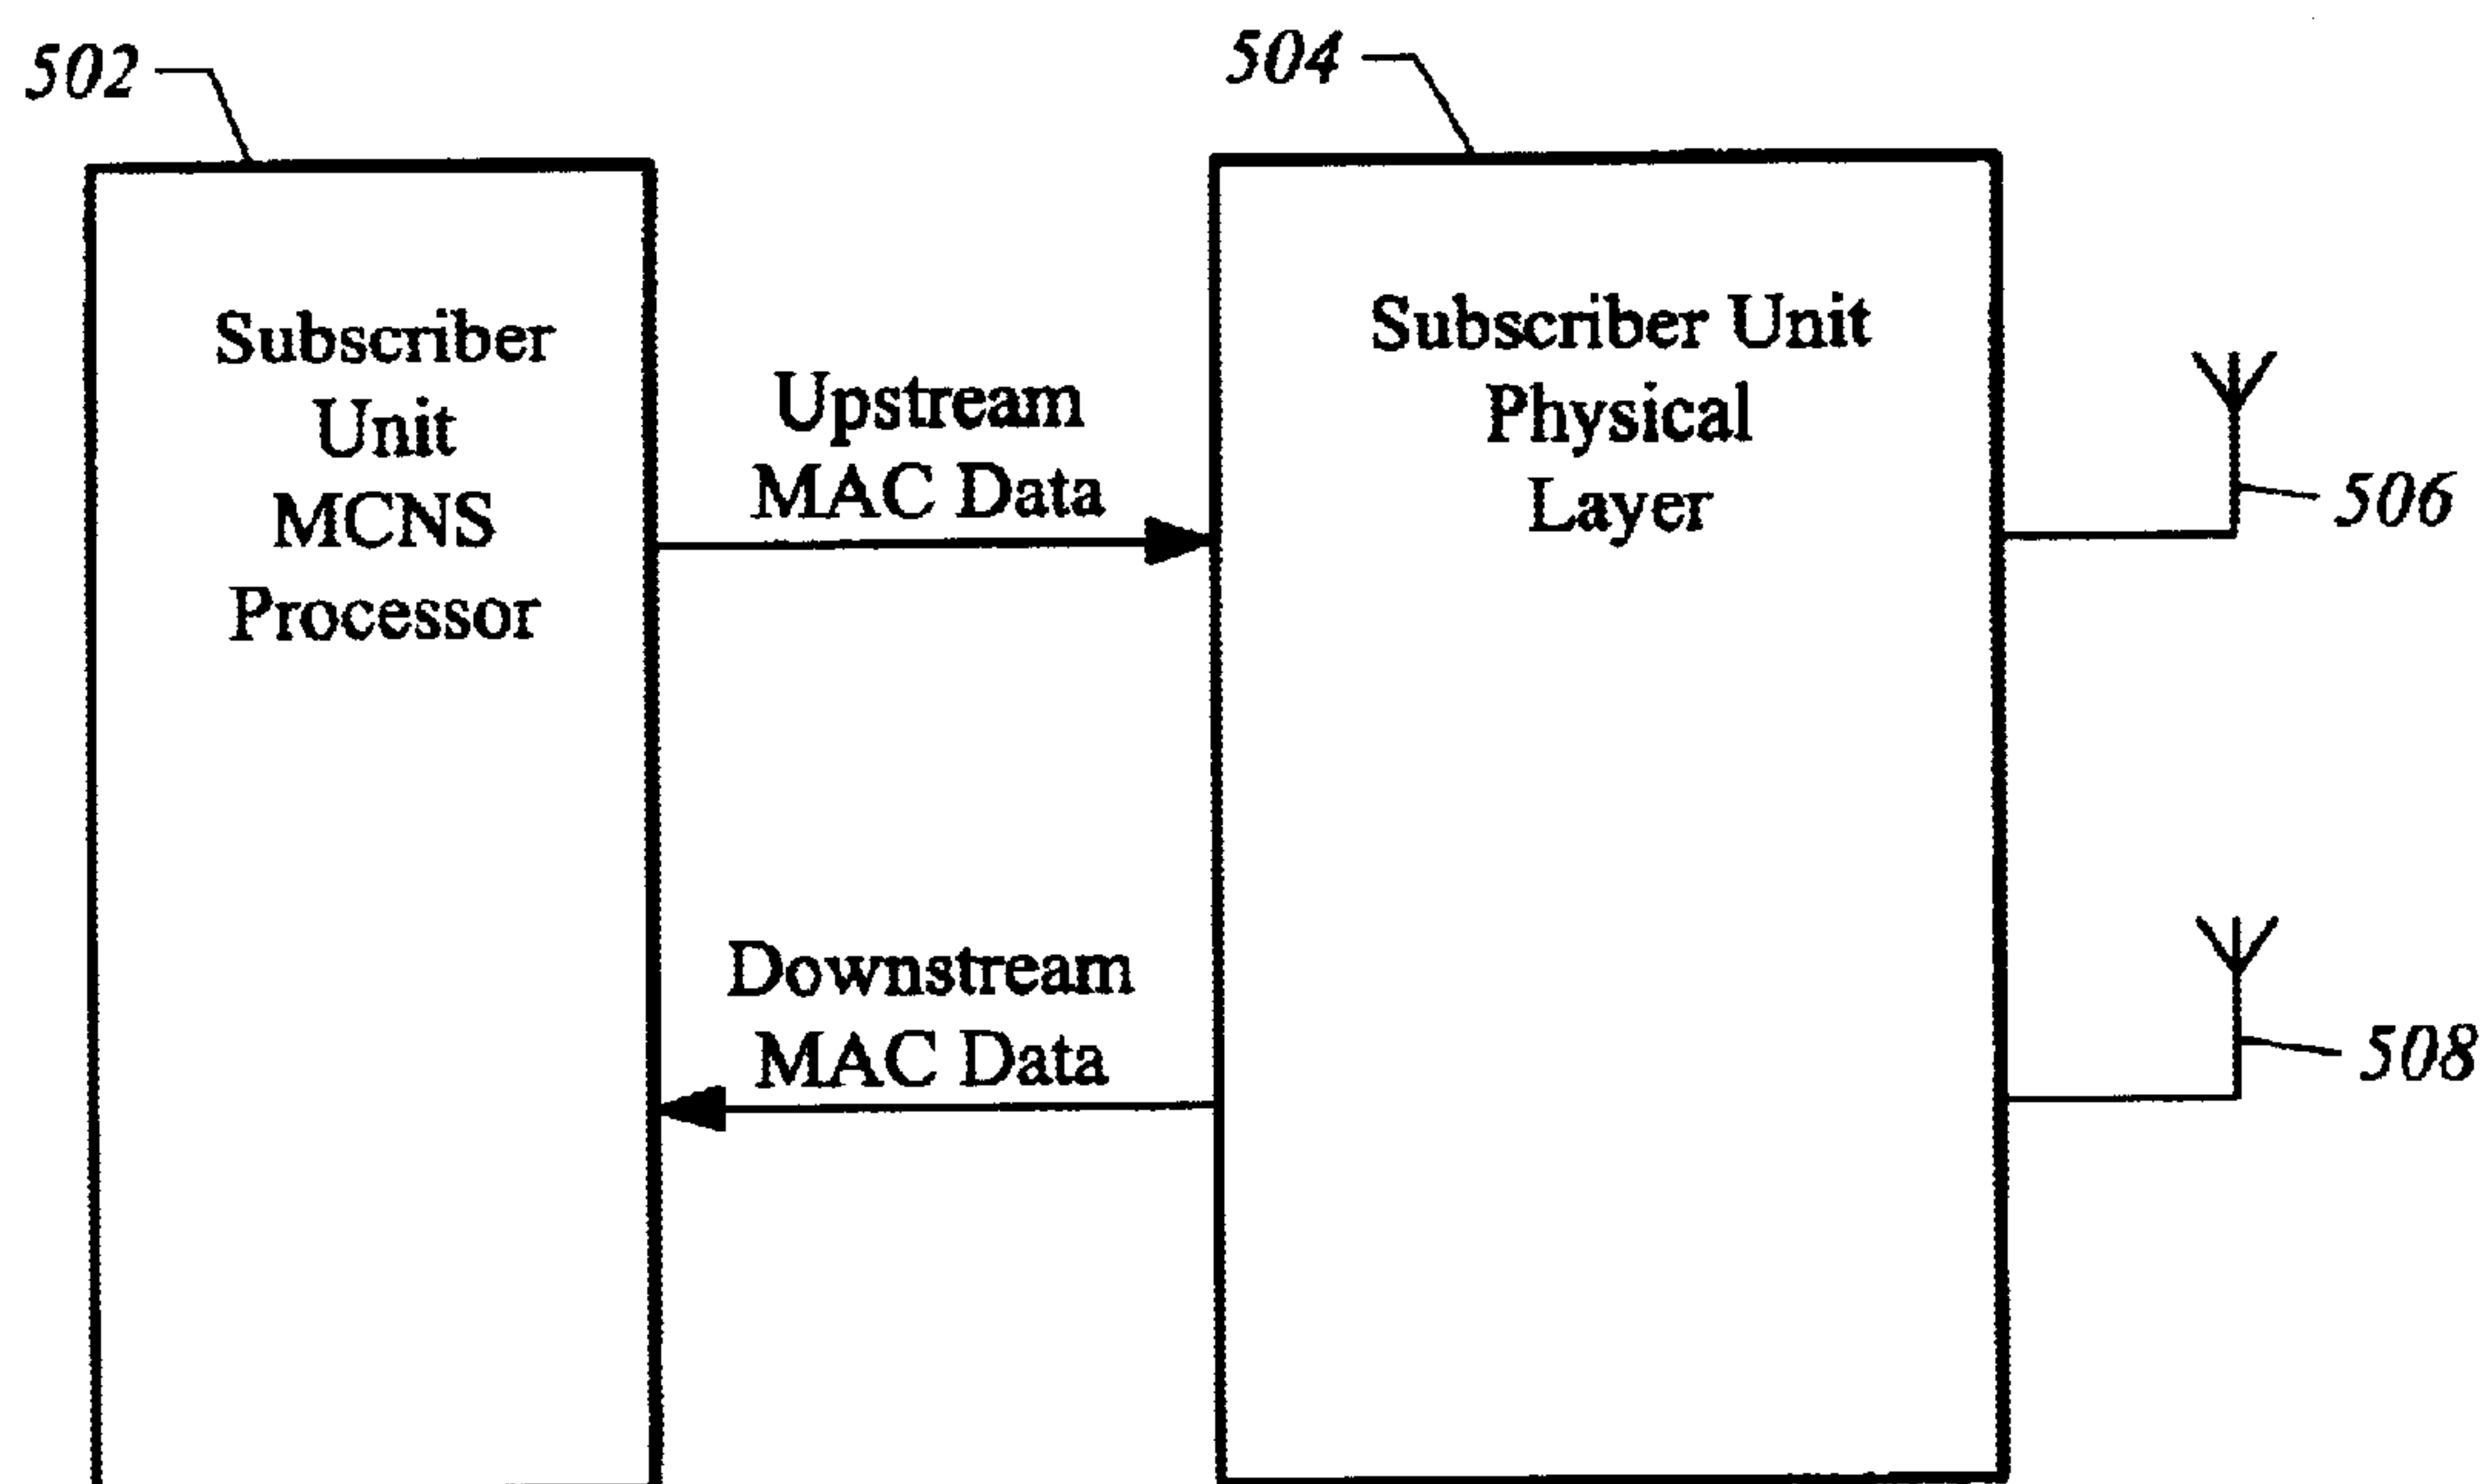 502
504
Subscriber
Unit
MCNS
Processor
Upstream
MAC Data
Subscriber Unit
Physical
Layer
506
Downstream
MAC Data
508